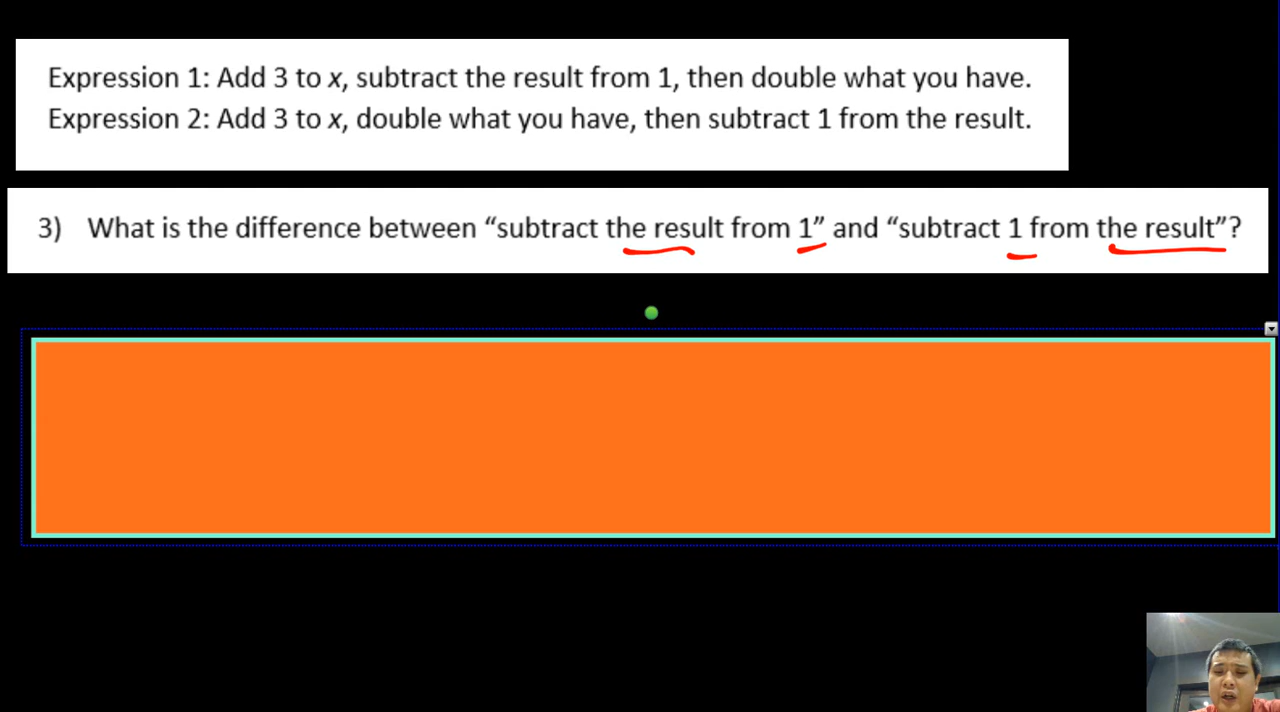 Expression 1: Add 3 to x, subtract the result from 1, then double what you have.
Expression 2: Add 3 to x, double what you have, then subtract 1 from the result.
3) What is the difference between “subtract the result from 1” and “subtract 1 from the result”?